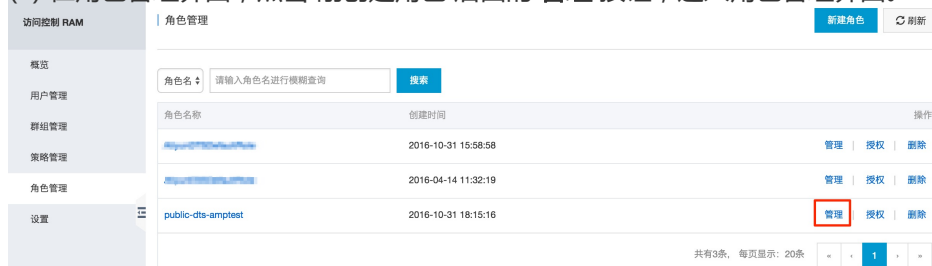 访问控制 RAM
角色管理
新建角色
刷新
概览
用户管理
群组管理
策略管理
角色管理
设置
角色名
请输入角色名进行模糊查询
搜索
角色名称 创建时间 操作
2016-10-31 15:58:58 管理 | 授权 | 删除
2016-04-14 11:32:19 管理 | 授权 | 删除
public-dts-amptest 2016-10-31 18:15:16 管理 | 授权 | 删除
共有3条，每页显示：20条 « ‹ 1 › »